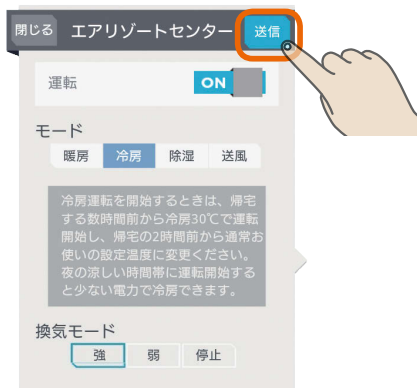 閉じる エアリゾートセンター 送信
運転 ON
モード
暖房 冷房 除湿 送風
冷房運転を開始するときは、帰宅
する数時間前から冷房30℃で運転
開始し、帰宅の2時間前から通常お
使いの設定温度に変更ください。
夜の涼しい時間帯に運転開始する
と少ない電力で冷房できます。
換気モード
強 弱 停止